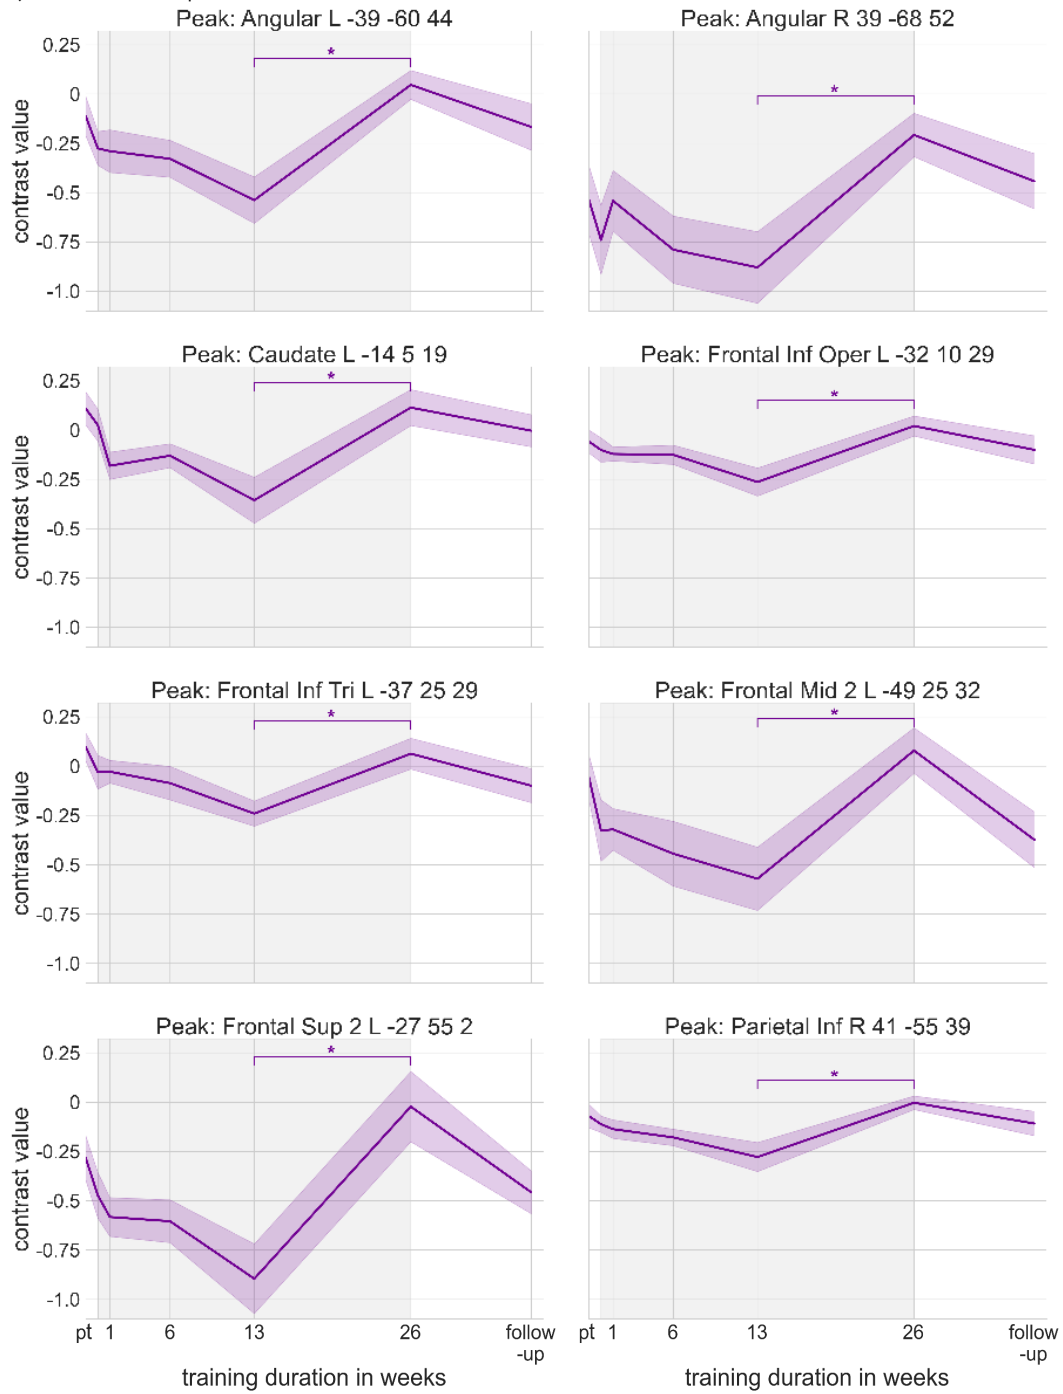 Peak: Angular L -39 -60 44
Peak: Angular R 39 -68 52
contrast value
0.25
0
-0.25
-0.5
-0.75
-1.0
*
*
Peak: Caudate L -14 5 19
Peak: Frontal Inf Oper L -32 10 29
contrast value
0.25
0
-0.25
-0.5
-0.75
-1.0
*
*
Peak: Frontal Inf Tri L -37 25 29
Peak: Frontal Mid 2 L -49 25 32
contrast value
0.25
0
-0.25
-0.5
-0.75
-1.0
*
*
Peak: Frontal Sup 2 L -27 55 2
Peak: Parietal Inf R 41 -55 39
contrast value
0.25
0
-0.25
-0.5
-0.75
-1.0
*
*
pt 1 6 13 26 follow
-up
pt 1 6 13 26 follow
-up
training duration in weeks
training duration in weeks